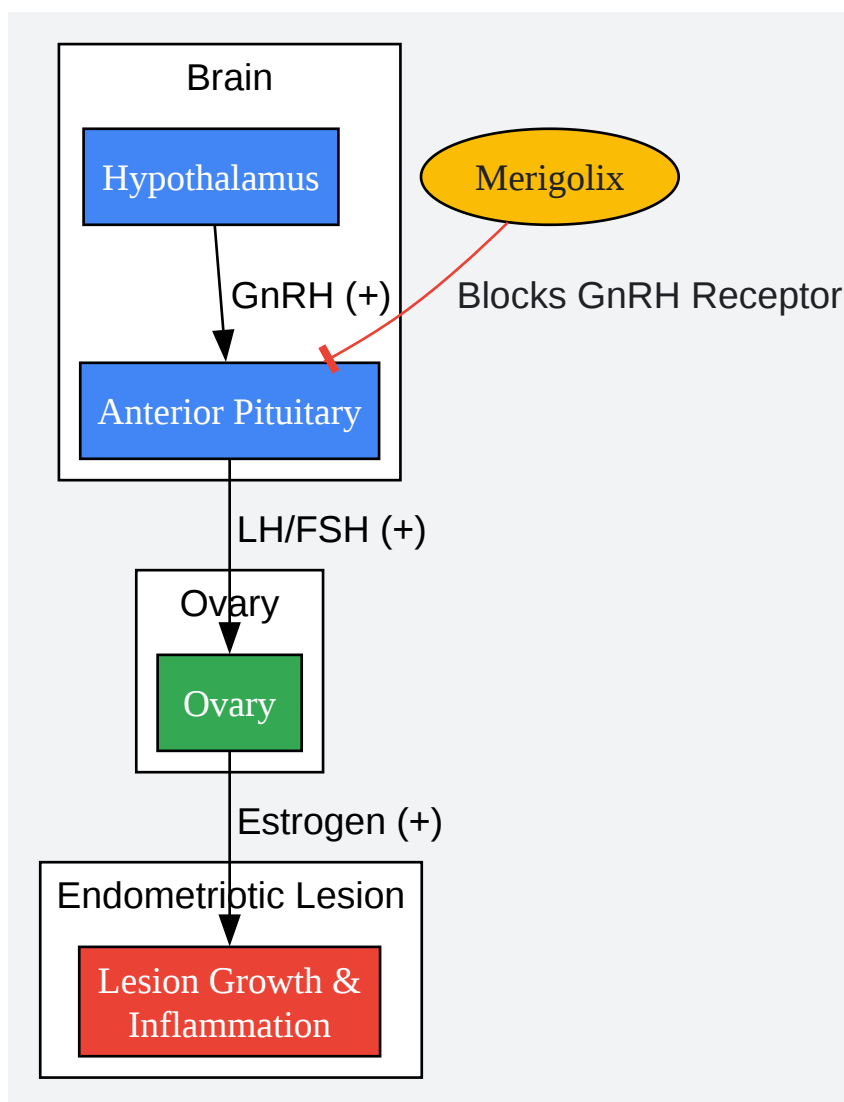 Brain
Hypothalamus
Merigolix
GnRH (+)
Blocks GnRH Receptor
Anterior Pituitary
LH/FSH (+)
Ovary
Ovary
Estrogen (+)
Endometriotic Lesion
Lesion Growth &
Inflammation